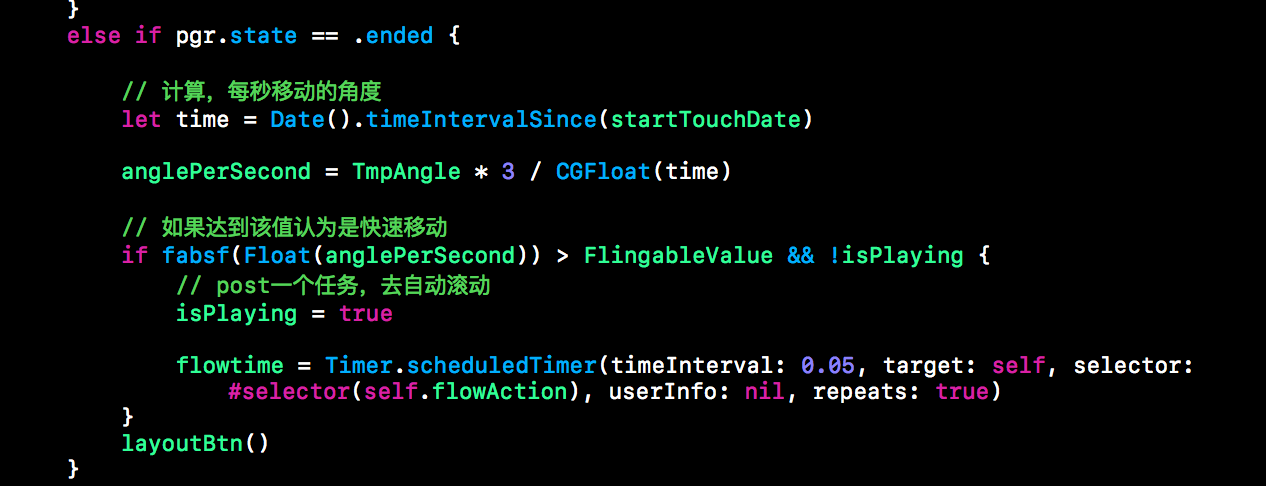 }
else if pgr.state == .ended {
// 计算，每秒移动的角度
let time = Date().timeIntervalSince(startTouchDate)
anglePerSecond = TmpAngle * 3 / CGFloat(time)
// 如果达到该值认为是快速移动
if fabsf(Float(anglePerSecond)) > FlingableValue && !isPlaying {
// post一个任务，去自动滚动
isPlaying = true
flowtime = Timer.scheduledTimer(timeInterval: 0.05, target: self, selector:
#selector(self.flowAction), userInfo: nil, repeats: true)
}
layoutBtn()
}